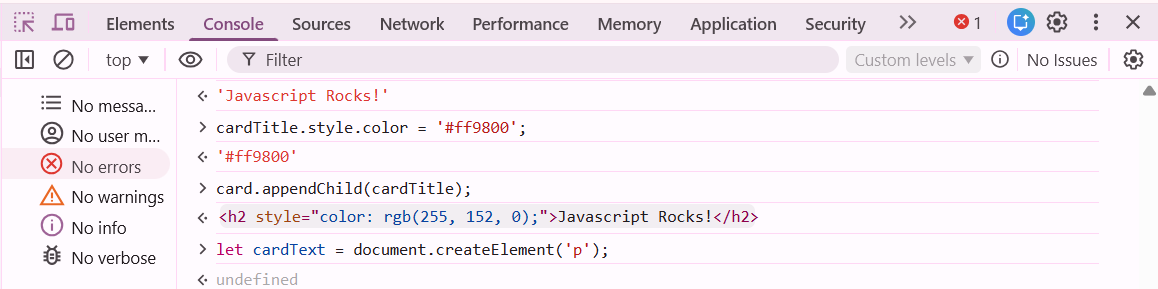 Elements Console Sources Network Performance Memory Application Security 1
top Filter Custom levels No Issues
No messa...
No user m...
No errors
No warnings
No info
No verbose
'Javascript Rocks!'
cardTitle.style.color = '#ff9800';
'#ff9800'
card.appendChild(cardTitle);
<h2 style="color: rgb(255, 152, 0);">Javascript Rocks!</h2>
let cardText = document.createElement('p');
undefined